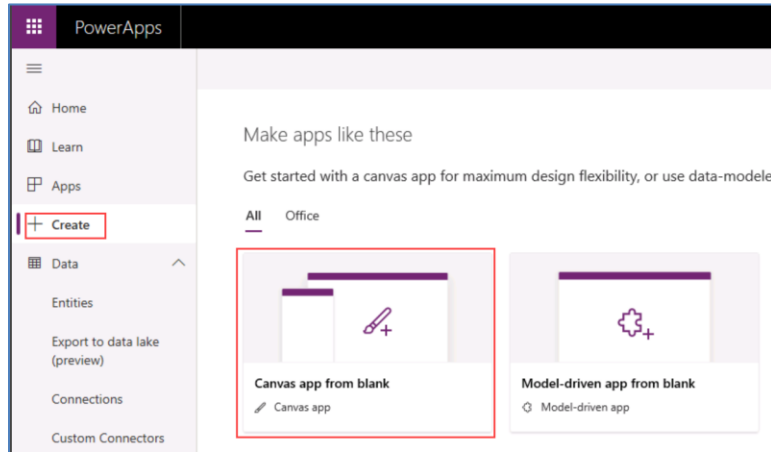 PowerApps
Home
Learn
Apps
Create
Data
Entities
Export to data lake
(preview)
Connections
Custom Connectors
Make apps like these
Get started with a canvas app for maximum design flexibility, or use data-modele
All Office
Canvas app from blank
Canvas app
Model-driven app from blank
Model-driven app